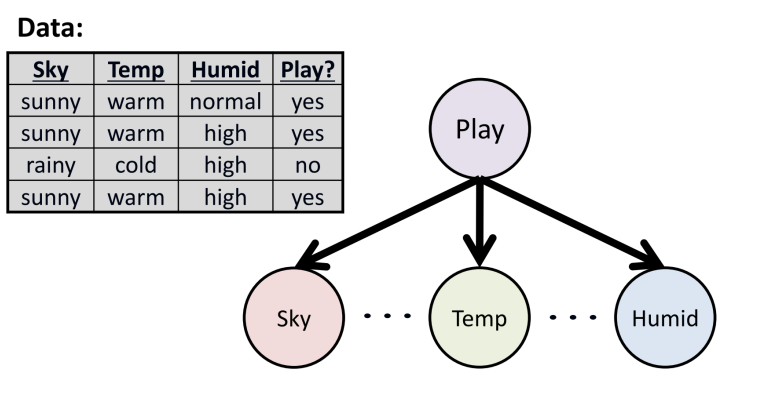 Data:
Sky Temp Humid Play?
sunny warm normal yes
sunny warm high yes
rainy cold high no
sunny warm high yes
Play
Sky . . . Temp . . . Humid